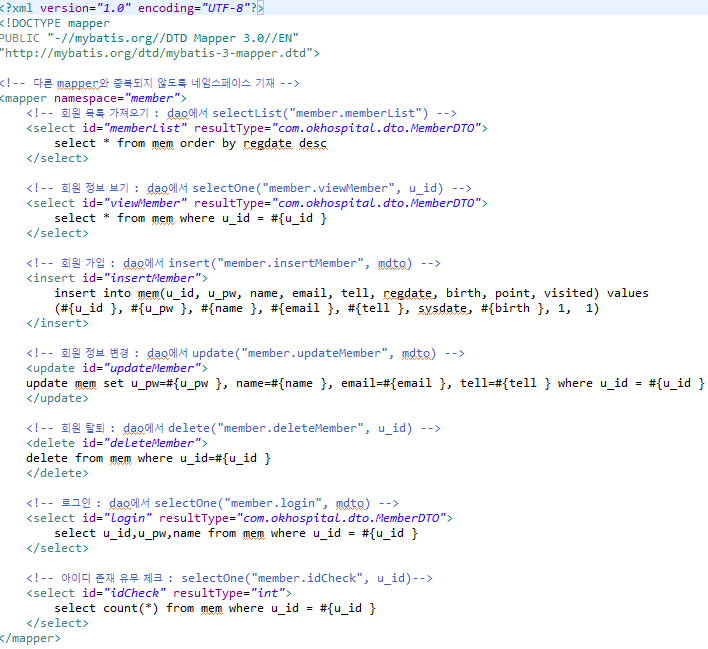 <?xml version="1.0" encoding="UTF-8"?>
<!DOCTYPE mapper
PUBLIC "-//mybatis.org//DTD Mapper 3.0//EN"
"http://mybatis.org/dtd/mybatis-3-mapper.dtd">

<!-- 다른 mapper와 중복되지 않도록 네임스페이스 기재 -->
<mapper namespace="member">
    <!-- 회원 목록 가져오기 : dao에서 selectList("member.memberList") -->
    <select id="memberList" resultType="com.okhospital.dto.MemberDTO">
        select * from mem order by regdate desc
    </select>

    <!-- 회원 정보 보기 : dao에서 selectOne("member.viewMember", u_id) -->
    <select id="viewMember" resultType="com.okhospital.dto.MemberDTO">
        select * from mem where u_id = #{u_id }
    </select>

    <!-- 회원 가입 : dao에서 insert("member.insertMember", mdto) -->
    <insert id="insertMember">
        insert into mem(u_id, u_pw, name, email, tell, regdate, birth, point, visited) values
        (#{u_id }, #{u_pw }, #{name }, #{email }, #{tell }, sysdate, #{birth }, 1,  1)
    </insert>

    <!-- 회원 정보 변경 : dao에서 update("member.updateMember", mdto) -->
    <update id="updateMember">
    update mem set u_pw=#{u_pw }, name=#{name }, email=#{email }, tell=#{tell } where u_id = #{u_id }
    </update>

    <!-- 회원 탈퇴 : dao에서 delete("member.deleteMember", u_id) -->
    <delete id="deleteMember">
    delete from mem where u_id=#{u_id }
    </delete>

    <!-- 로그인 : dao에서 selectOne("member.login", mdto) -->
    <select id="login" resultType="com.okhospital.dto.MemberDTO">
        select u_id,u_pw,name from mem where u_id = #{u_id }
    </select>

    <!-- 아이디 존재 유무 체크 : selectOne("member.idCheck", u_id)-->
    <select id="idCheck" resultType="int">
        select count(*) from mem where u_id = #{u_id }
    </select>
</mapper>